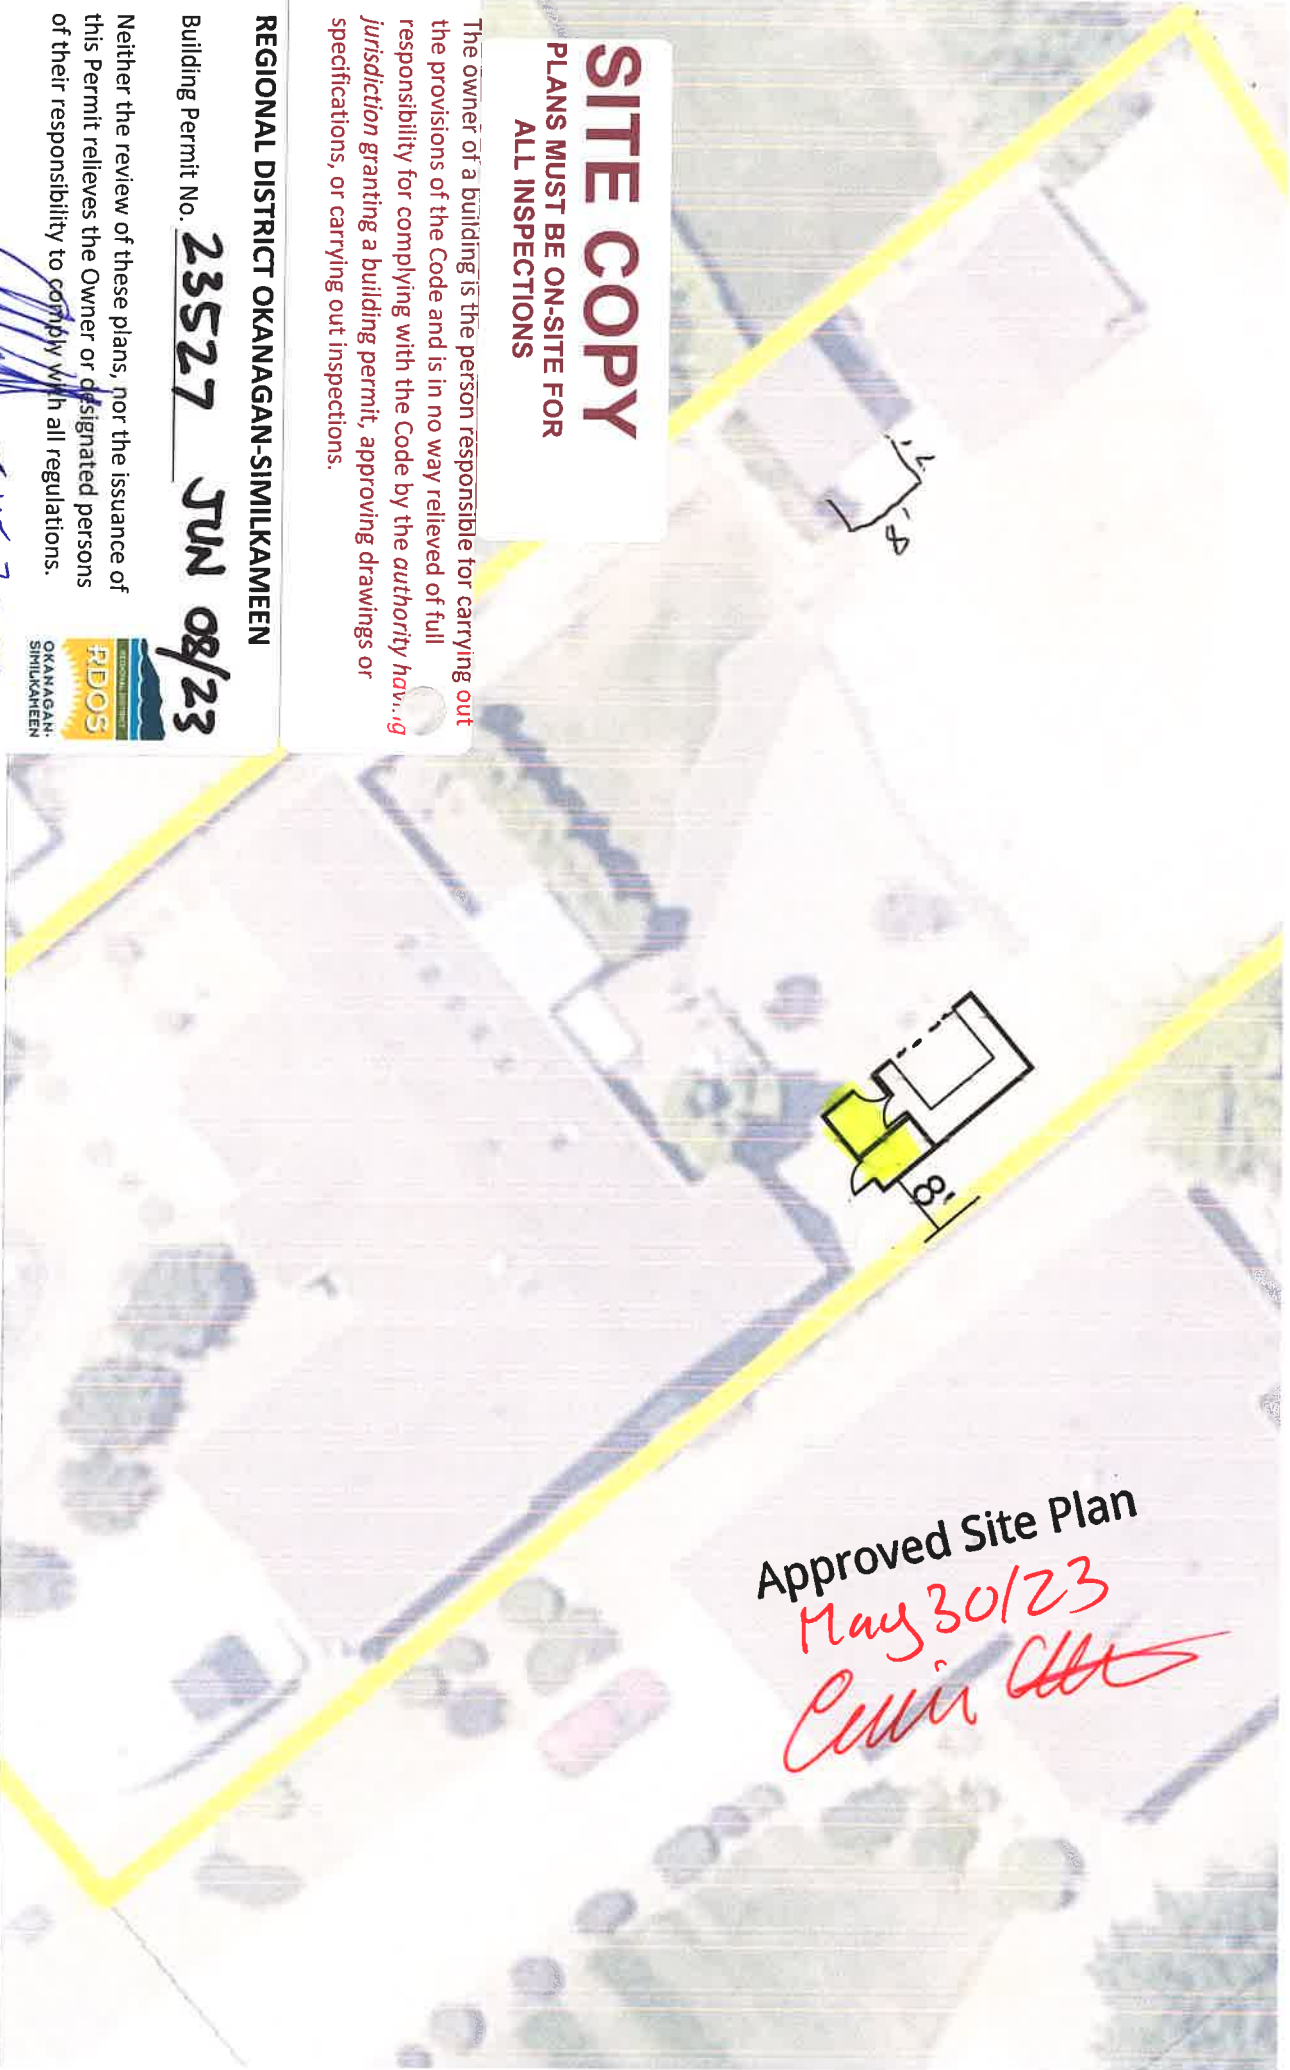 SITE COPY
PLANS MUST BE ON-SITE FOR
ALL INSPECTIONS
The owner of a building is the person responsible for carrying out
the provisions of the Code and is in no way relieved of full
responsibility for complying with the Code by the authority having
jurisdiction granting a building permit, approving drawings or
specifications, or carrying out inspections.
REGIONAL DISTRICT OKANAGAN-SIMILKAMEEN
Building Permit No. 23527 JUN 08/23
Neither the review of these plans, nor the issuance of
this Permit relieves the Owner or designated persons
of their responsibility to comply with all regulations.
REGIONAL DISTRICT
RDOS
OKANAGAN-
SIMILKAMEEN
8'
8'
Approved Site Plan
May 30/23